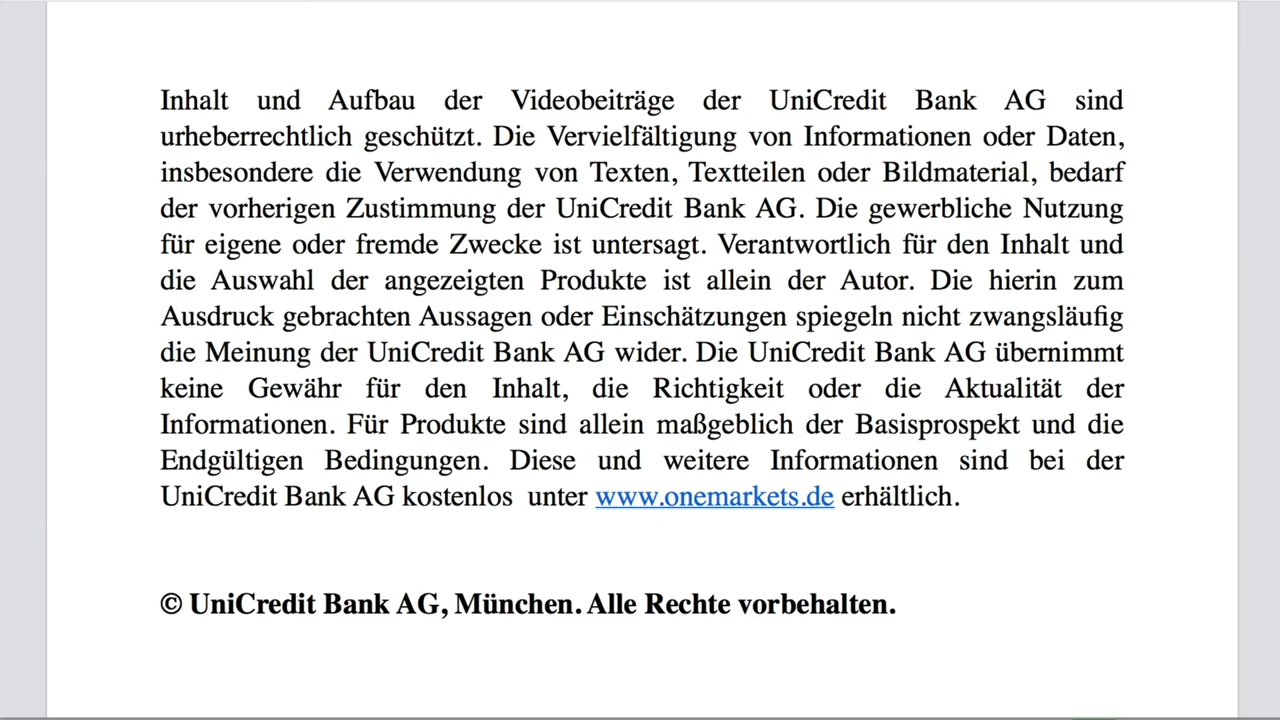 Inhalt und Aufbau der Videobeiträge der UniCredit Bank AG sind
urheberrechtlich geschützt. Die Vervielfältigung von Informationen oder Daten,
insbesondere die Verwendung von Texten, Textteilen oder Bildmaterial, bedarf
der vorherigen Zustimmung der UniCredit Bank AG. Die gewerbliche Nutzung
für eigene oder fremde Zwecke ist untersagt. Verantwortlich für den Inhalt und
die Auswahl der angezeigten Produkte ist allein der Autor. Die hierin zum
Ausdruck gebrachten Aussagen oder Einschätzungen spiegeln nicht zwangsläufig
die Meinung der UniCredit Bank AG wider. Die UniCredit Bank AG übernimmt
keine Gewähr für den Inhalt, die Richtigkeit oder die Aktualität der
Informationen. Für Produkte sind allein maßgeblich der Basisprospekt und die
Endgültigen Bedingungen. Diese und weitere Informationen sind bei der
UniCredit Bank AG kostenlos unter www.onemarkets.de erhältlich.
© UniCredit Bank AG, München. Alle Rechte vorbehalten.